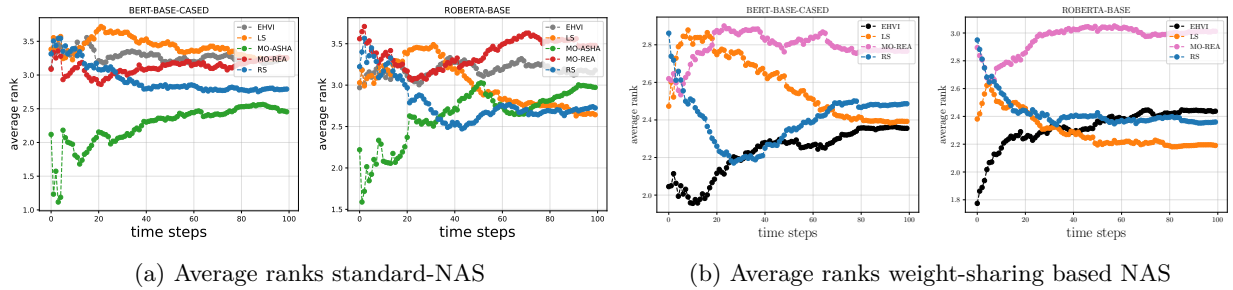 BERT-BASE-CASED
3.5
3.0
2.5
2.0
1.5
1.0
average rank
0
20
40
60
80
100
time steps
EHVI
LS
MO-ASHA
MO-REA
RS
ROBERTA-BASE
3.5
3.0
2.5
2.0
1.5
average rank
0
20
40
60
80
100
time steps
EHVI
LS
MO-ASHA
MO-REA
RS
BERT-BASE-CASED
2.8
2.6
2.4
2.2
2.0
average rank
0
20
40
60
80
100
time steps
EHVI
LS
MO-REA
RS
ROBERTA-BASE
3.0
2.8
2.6
2.4
2.2
2.0
1.8
average rank
0
20
40
60
80
100
time steps
EHVI
LS
MO-REA
RS
(a) Average ranks standard-NAS
(b) Average ranks weight-sharing based NAS